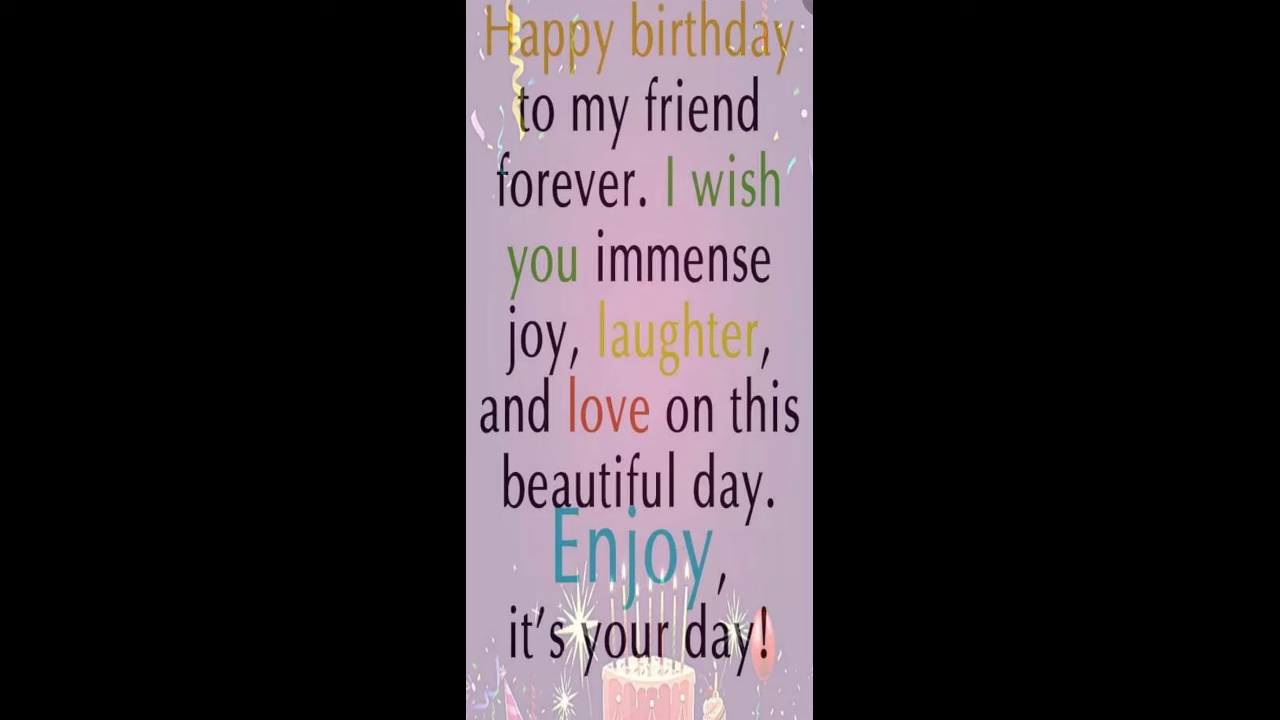 Happy birthday
to my friend
forever. I wish
you immense
joy, laughter,
and love on this
beautiful day.
Enjoy,
it's your day!